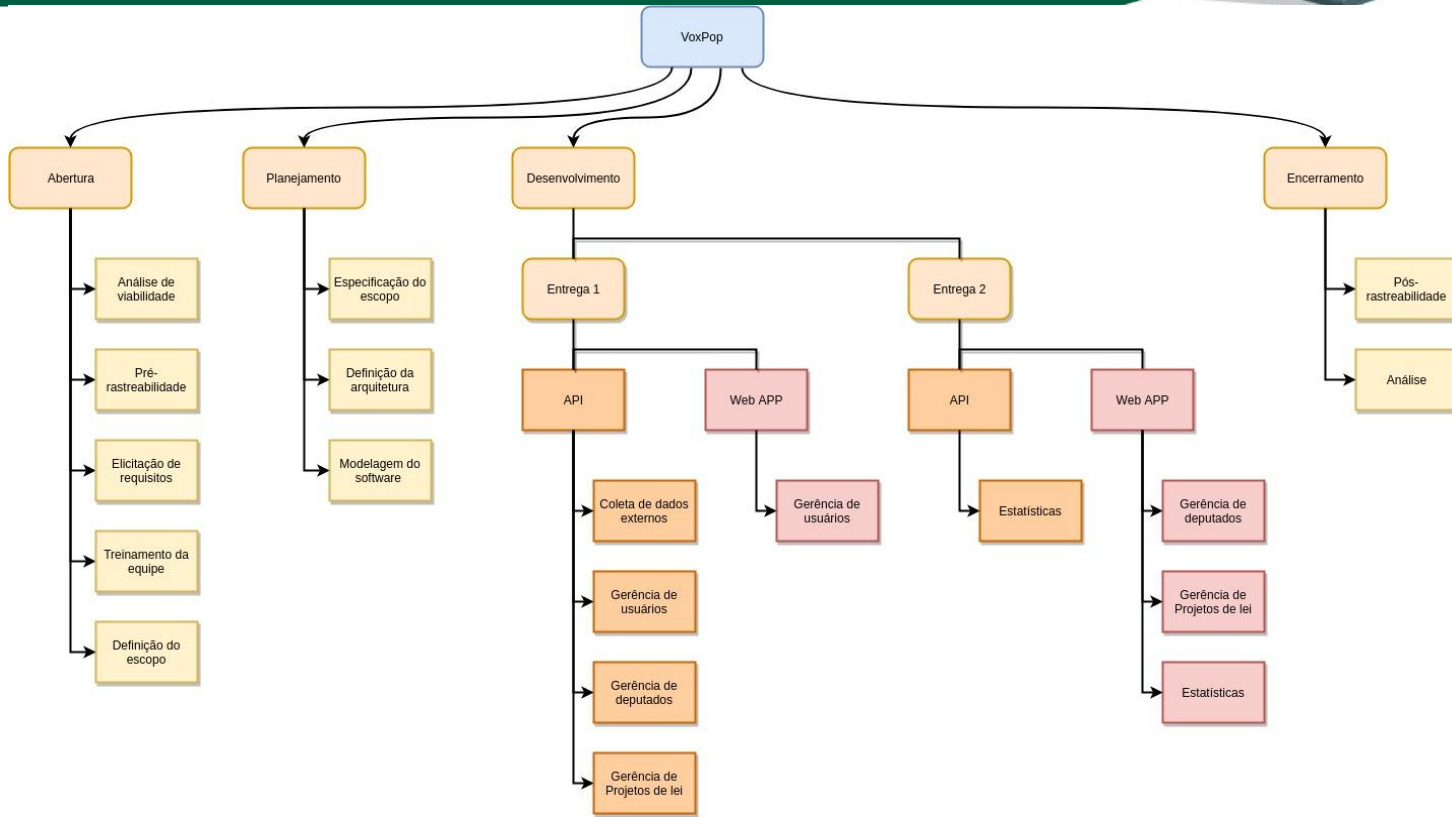 VoxPop
Abertura
Planejamento
Desenvolvimento
Encerramento
Análise de
viabilidade
Pré-
rastreabilidade
Elicitação de
requisitos
Treinamento da
equipe
Definição do
escopo
Especificação do
escopo
Definição da
arquitetura
Modelagem do
software
Entrega 1
API
Coleta de dados
externos
Gerência de
usuários
Gerência de
deputados
Gerência de
Projetos de lei
Web APP
Gerência de
usuários
Entrega 2
API
Estatísticas
Web APP
Gerência de
deputados
Gerência de
Projetos de lei
Estatísticas
Pós-
rastreabilidade
Análise